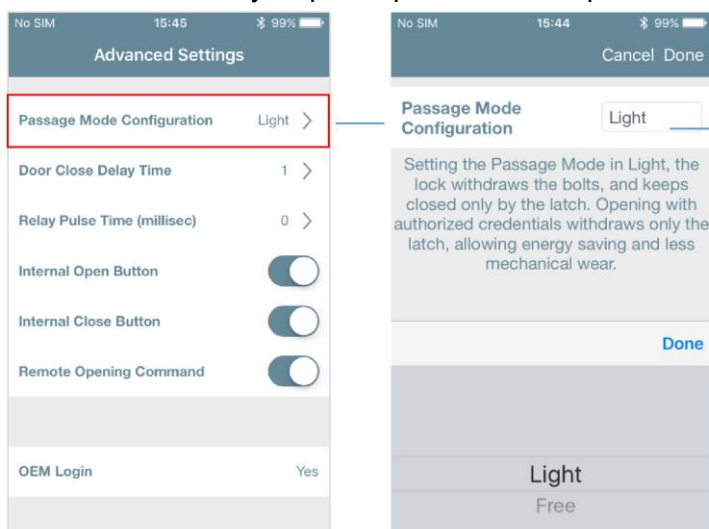 No SIM 15:45 99%
Advanced Settings
Passage Mode Configuration Light
Door Close Delay Time 1
Relay Pulse Time (millisec) 0
Internal Open Button
Internal Close Button
Remote Opening Command
OEM Login Yes
No SIM 15:44 99%
Cancel Done
Passage Mode
Configuration
Light
Setting the Passage Mode in Light, the
lock withdraws the bolts, and keeps
closed only by the latch. Opening with
authorized credentials withdraws only the
latch, allowing energy saving and less
mechanical wear.
Done
Light
Free